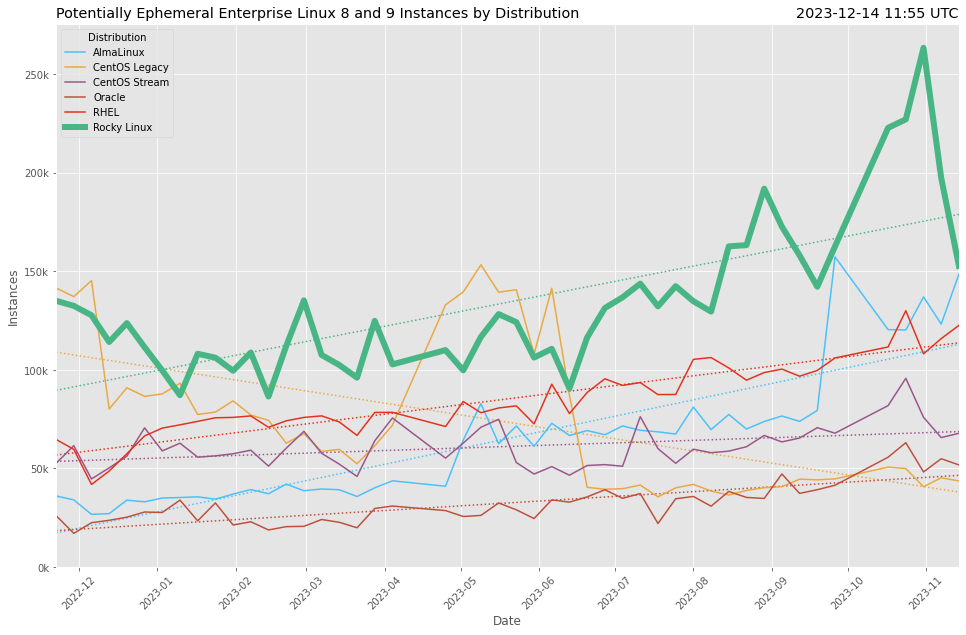 Potentially Ephemeral Enterprise Linux 8 and 9 Instances by Distribution
2023-12-14 11:55 UTC
Distribution
AlmaLinux
CentOS Legacy
CentOS Stream
Oracle
RHEL
Rocky Linux
250k
200k
150k
100k
50k
0k
Instances
2022-12
2023-01
2023-02
2023-03
2023-04
2023-05
2023-06
2023-07
2023-08
2023-09
2023-10
2023-11
Date